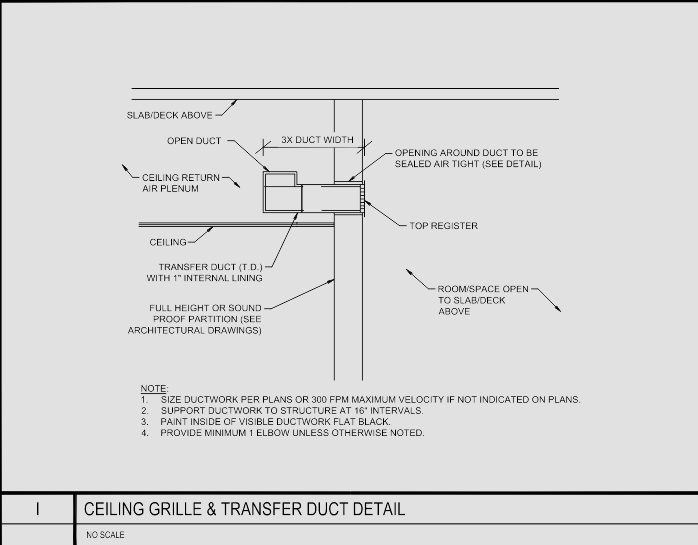 SLAB/DECK ABOVE
OPEN DUCT
3X DUCT WIDTH
OPENING AROUND DUCT TO BE
SEALED AIR TIGHT (SEE DETAIL)
CEILING RETURN
AIR PLENUM
TOP REGISTER
CEILING
TRANSFER DUCT (T.D.)
WITH 1" INTERNAL LINING
ROOM/SPACE OPEN
TO SLAB/DECK
ABOVE
FULL HEIGHT OR SOUND
PROOF PARTITION (SEE
ARCHITECTURAL DRAWINGS)
NOTE:
1. SIZE DUCTWORK PER PLANS OR 300 FPM MAXIMUM VELOCITY IF NOT INDICATED ON PLANS.
2. SUPPORT DUCTWORK TO STRUCTURE AT 16" INTERVALS.
3. PAINT INSIDE OF VISIBLE DUCTWORK FLAT BLACK.
4. PROVIDE MINIMUM 1 ELBOW UNLESS OTHERWISE NOTED.
I CEILING GRILLE & TRANSFER DUCT DETAIL
NO SCALE